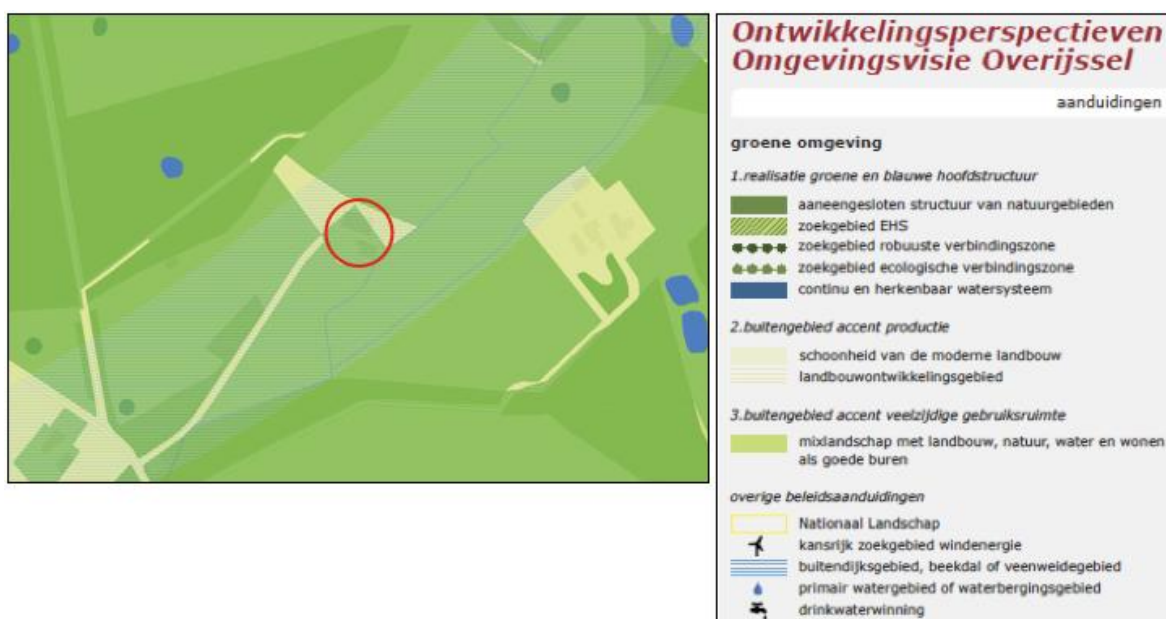 Ontwikkelingsperspectieven
Omgevingsvisie Overijssel
aanduidingen
groene omgeving
1.realisatie groene en blauwe hoofdstructuur
aaneengesloten structuur van natuurgebieden
zoekgebied EHS
zoekgebied robuuste verbindingszone
zoekgebied ecologische verbindingszone
continu en herkenbaar watersysteem
2.buitengebied accent productie
schoonheid van de moderne landbouw
landbouwontwikkelingsgebied
3.buitengebied accent veelzijdige gebruiksruimte
mixlandschap met landbouw, natuur, water en wonen
als goede buren
overige beleidsaanduidingen
Nationaal Landschap
kansrijk zoekgebied windenergie
buitendijksgebied, beekdal of veenweidegebied
primair watergebied of waterbergingsgebied
drinkwaterwinning